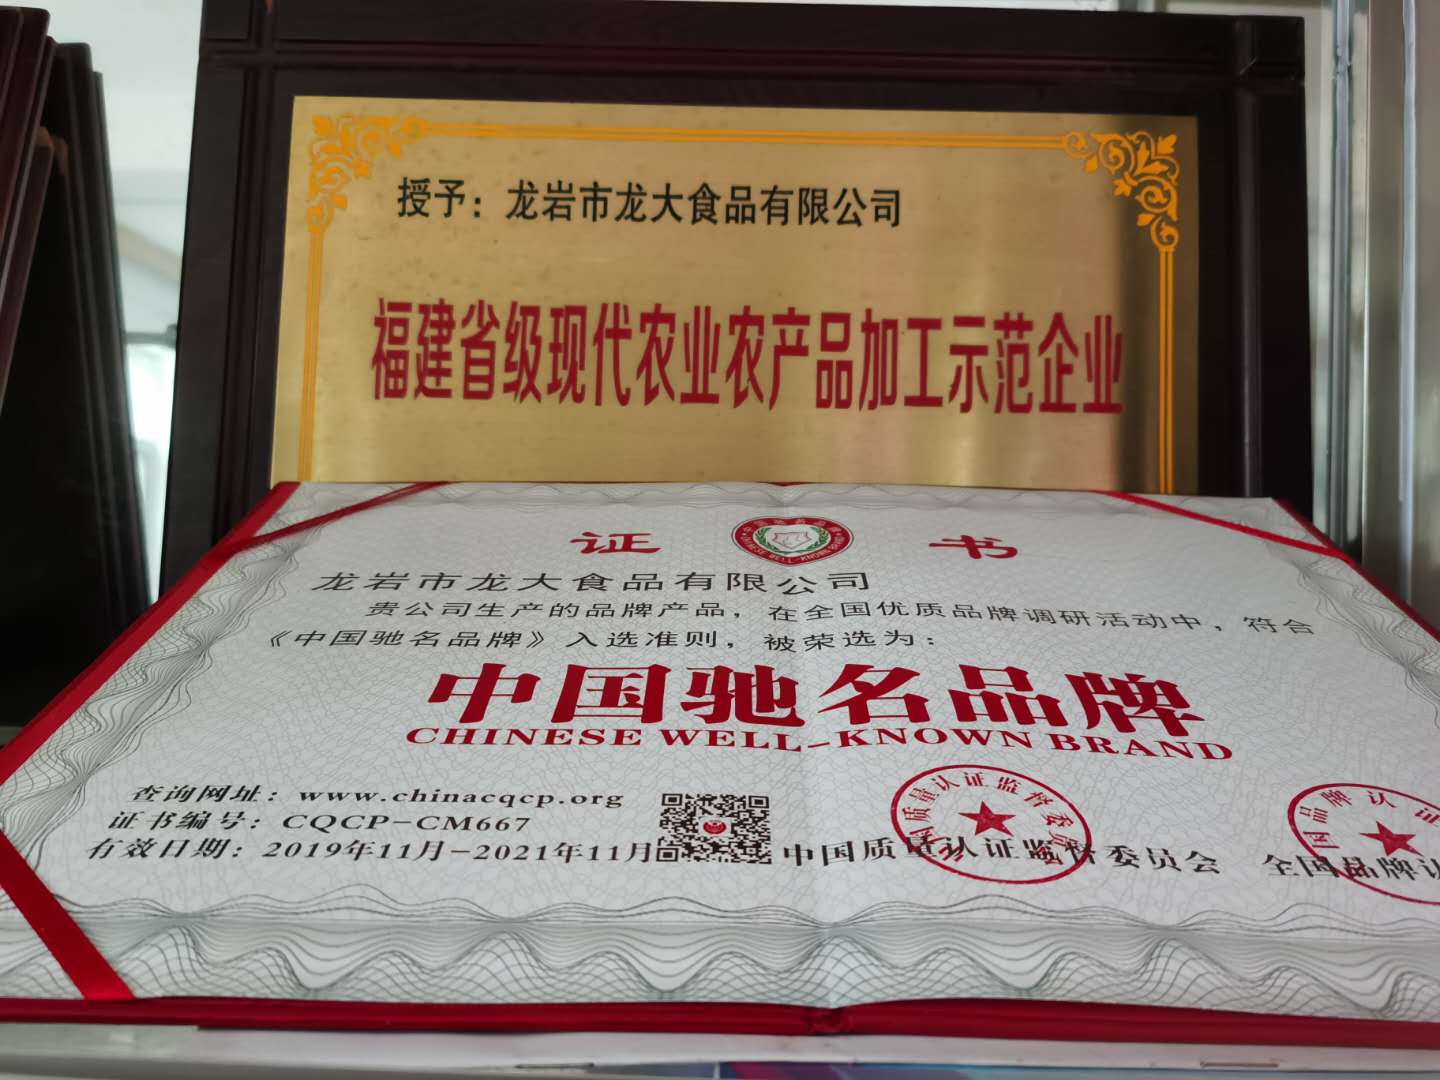 授予：龙岩市龙大食品有限公司
福建省级现代农业农产品加工示范企业
证 书
龙岩市龙大食品有限公司
贵公司生产的品牌产品，在全国优质品牌调研活动中，符合
《中国驰名品牌》入选准则，被荣选为：
中国驰名品牌
CHINESE WELL-KNOWN BRAND
查询网址：www.chinacqcp.org
证书编号：CQCP-CM667
有效日期：2019年11月-2021年11月
中国质量认证监督委员会
全国品牌认